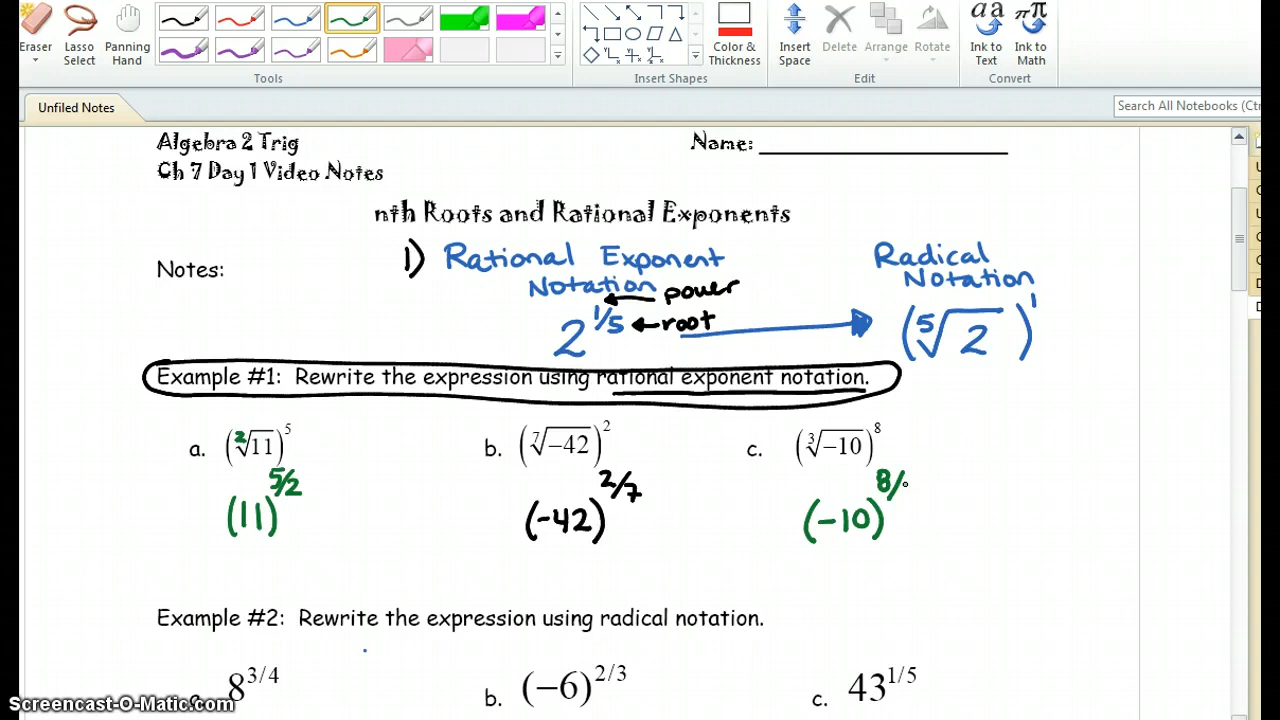 Eraser
Lasso Select
Panning Hand
Tools
Color & Thickness
Insert Shapes
Insert Space
Delete
Arrange
Rotate
Edit
Ink to Text
Ink to Math
Convert
Unfiled Notes
Search All Notebooks (Ctr
Algebra 2 Trig Name:
Ch 7 Day 1 Video Notes
nth Roots and Rational Exponents
Notes:
1) Rational Exponent Notation
Radical Notation
← power
2^{1/5} ← root → (⁵√2)^1
Example #1: Rewrite the expression using rational exponent notation.
a. (²√11)^5 b. (⁷√−42)^2 c. (³√−10)^8
(11)^{5/2} (-42)^{2/7} (-10)^{8/
Example #2: Rewrite the expression using radical notation.
8^{3/4} b. (−6)^{2/3} c. 43^{1/5}
Screencast-O-Matic.com